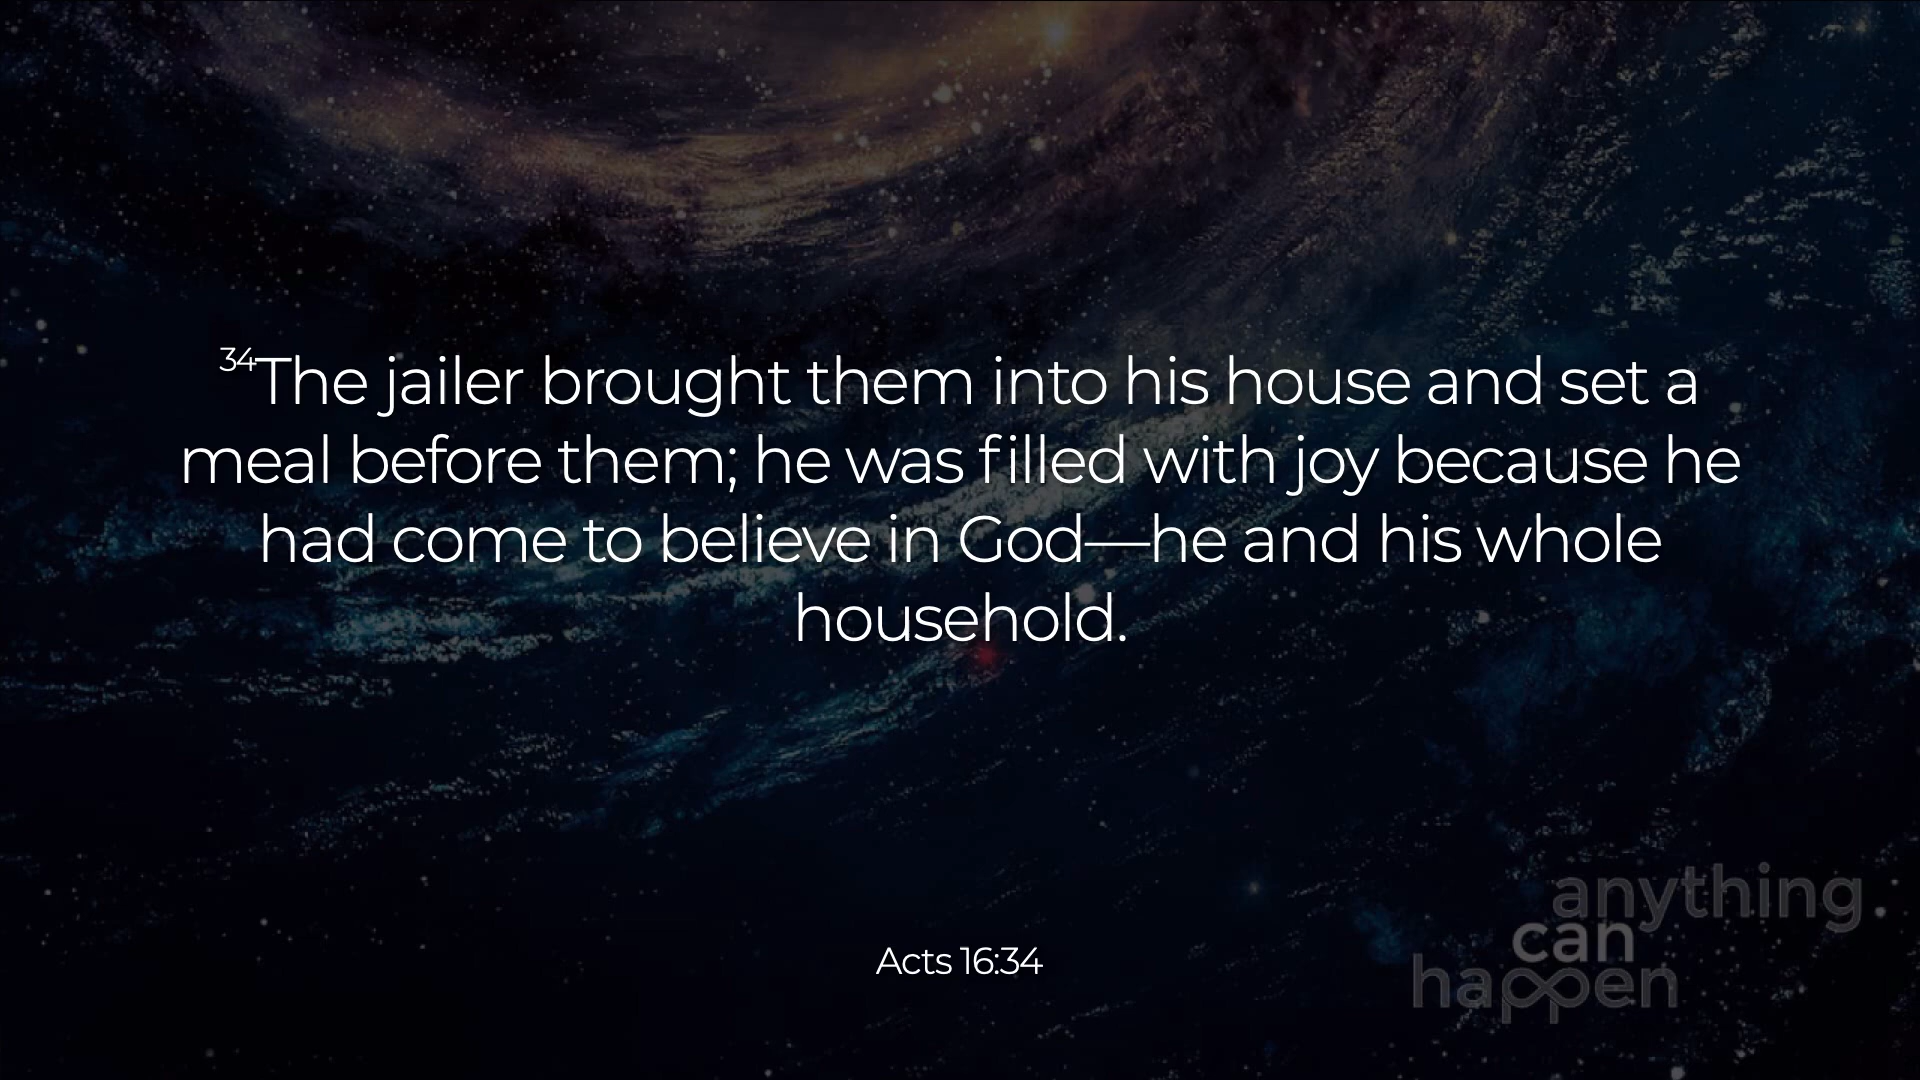 34The jailer brought them into his house and set a
meal before them; he was filled with joy because he
had come to believe in God—he and his whole
household.
Acts 16:34
anything
can
happen